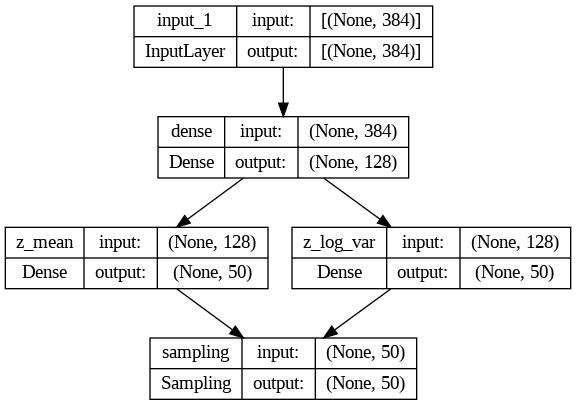 input_1 input: [(None, 384)]
InputLayer output: [(None, 384)]
dense input: (None, 384)
Dense output: (None, 128)
z_mean input: (None, 128)
Dense output: (None, 50)
z_log_var input: (None, 128)
Dense output: (None, 50)
sampling input: (None, 50)
Sampling output: (None, 50)